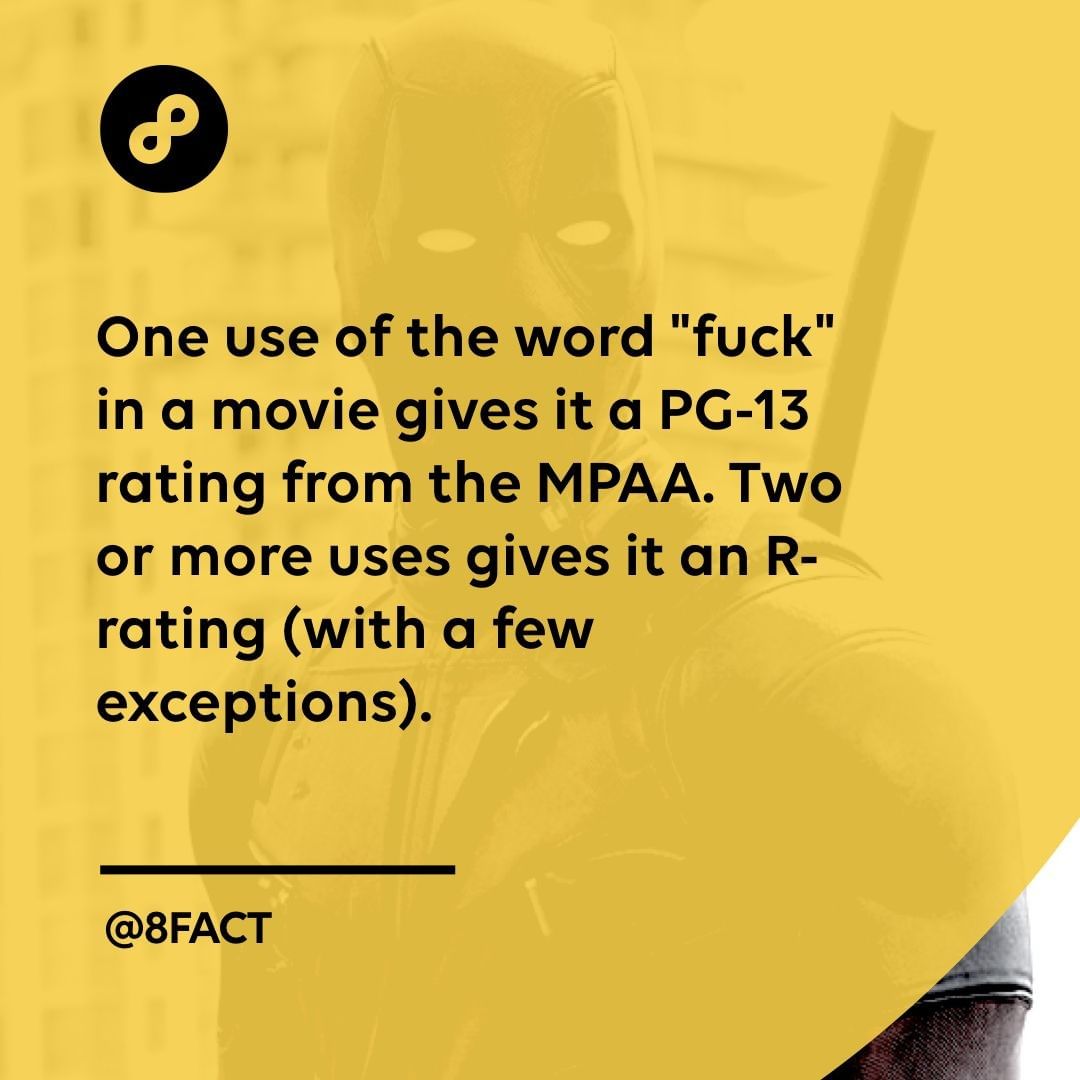 One use of the word "fuck"
in a movie gives it a PG-13
rating from the MPAA. Two
or more uses gives it an R-
rating (with a few
exceptions).
@8FACT